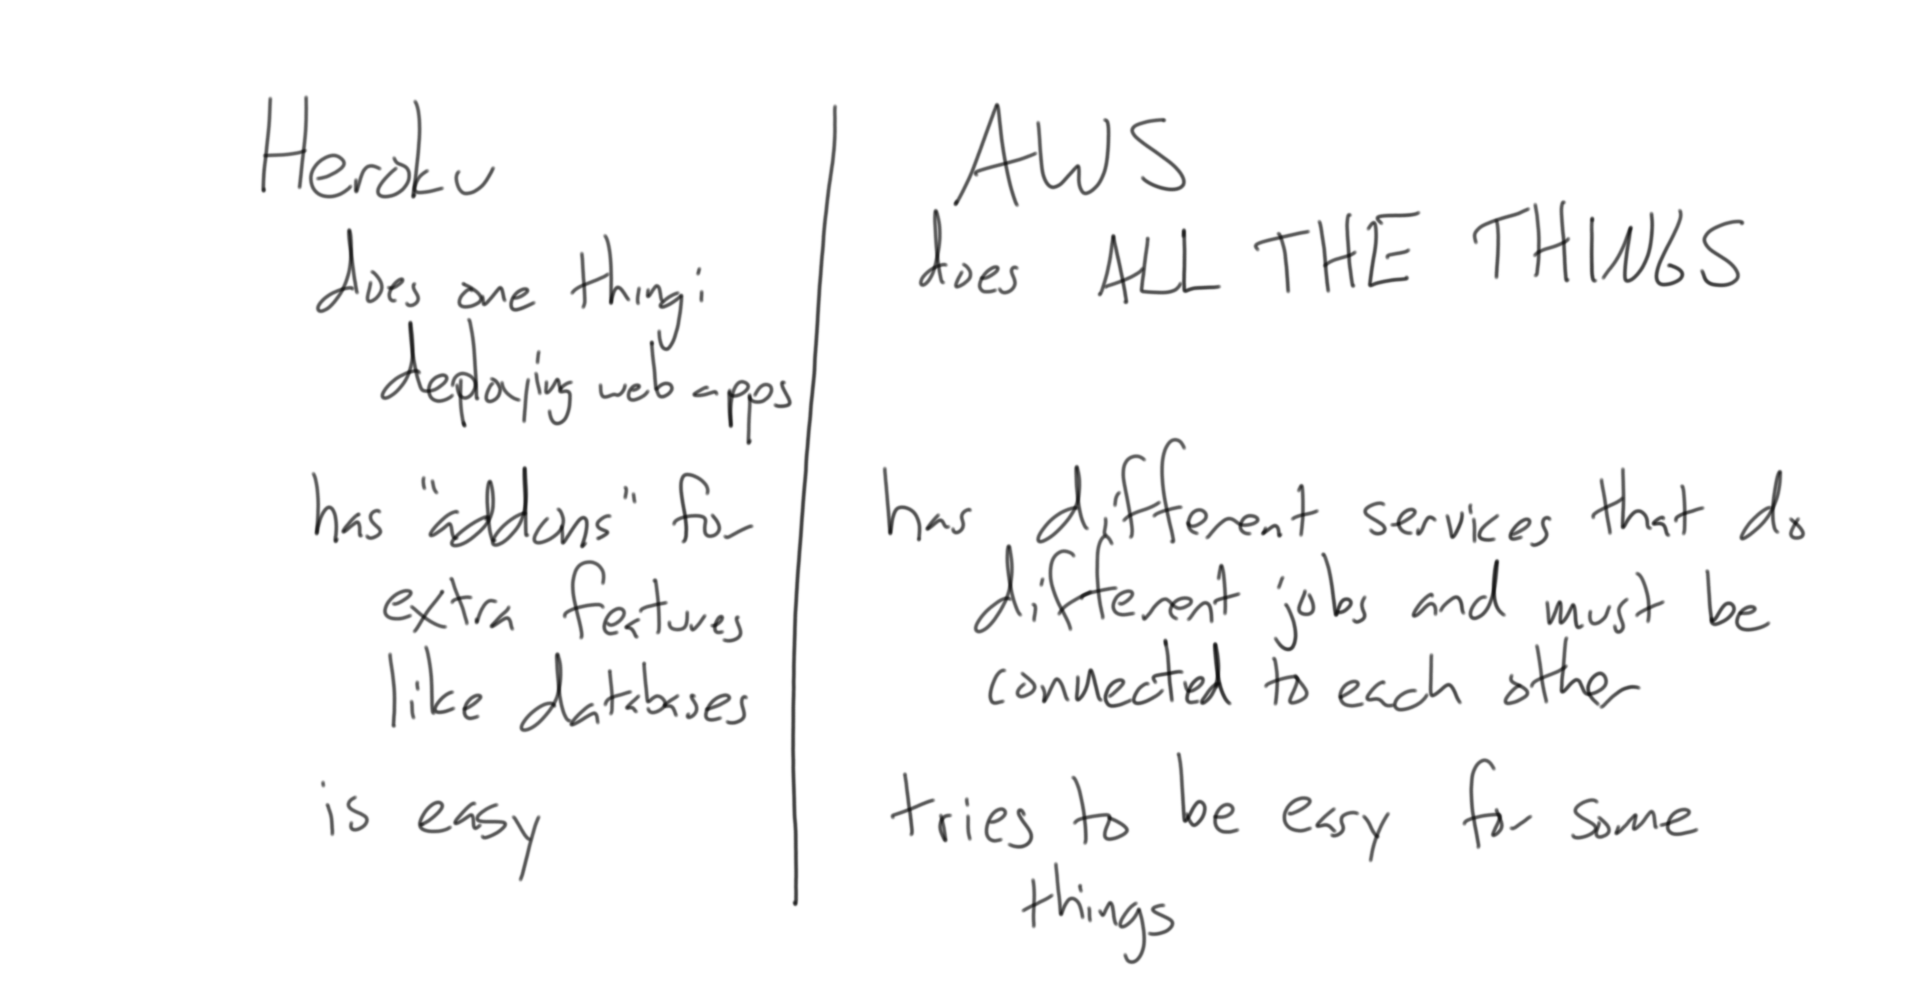 Heroku
does one thing:
deploying web apps
has "addons" for
extra features
like databases
is easy
AWS
does ALL THE THINGS
has different services that do
different jobs and must be
connected to each other
tries to be easy for some
things